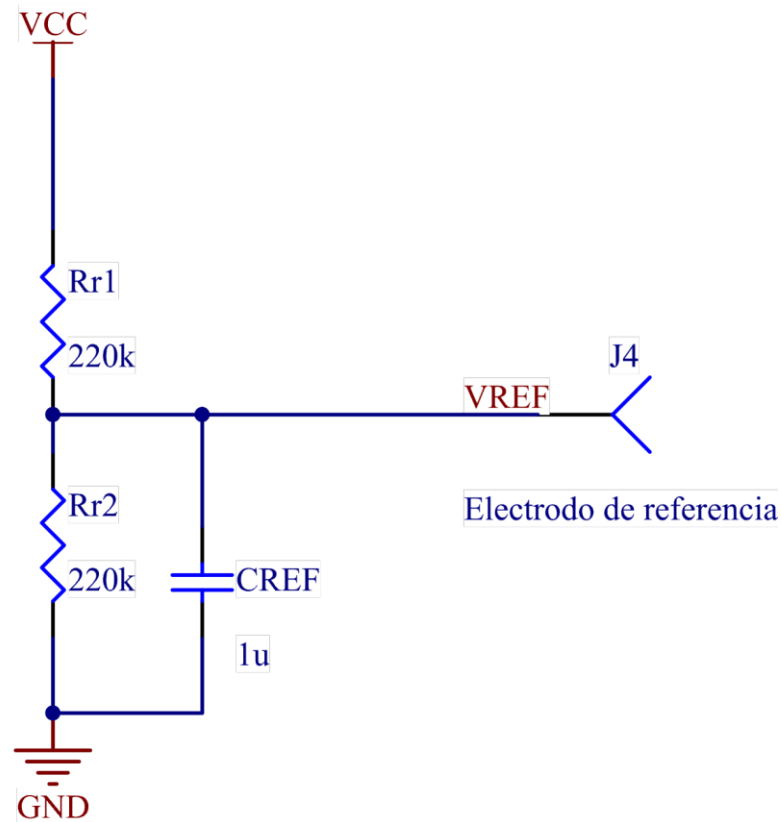 VCC
Rr1
220k
J4
VREF
Rr2
Electrodo de referencia
220k
CREF
1u
GND